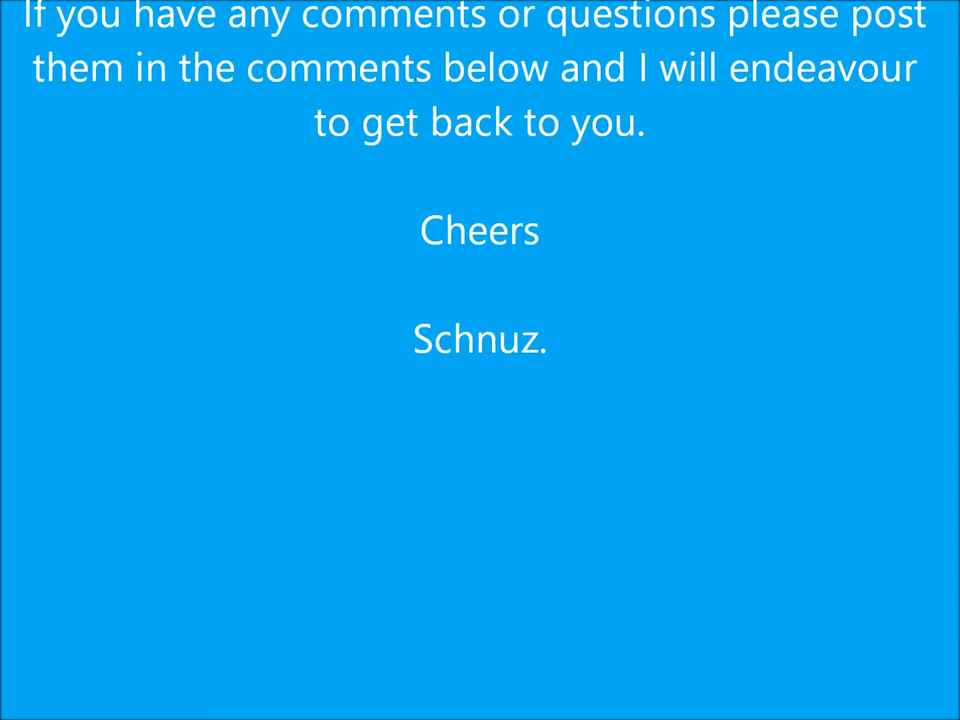 If you have any comments or questions please post
them in the comments below and I will endeavour
to get back to you.
Cheers
Schnuz.